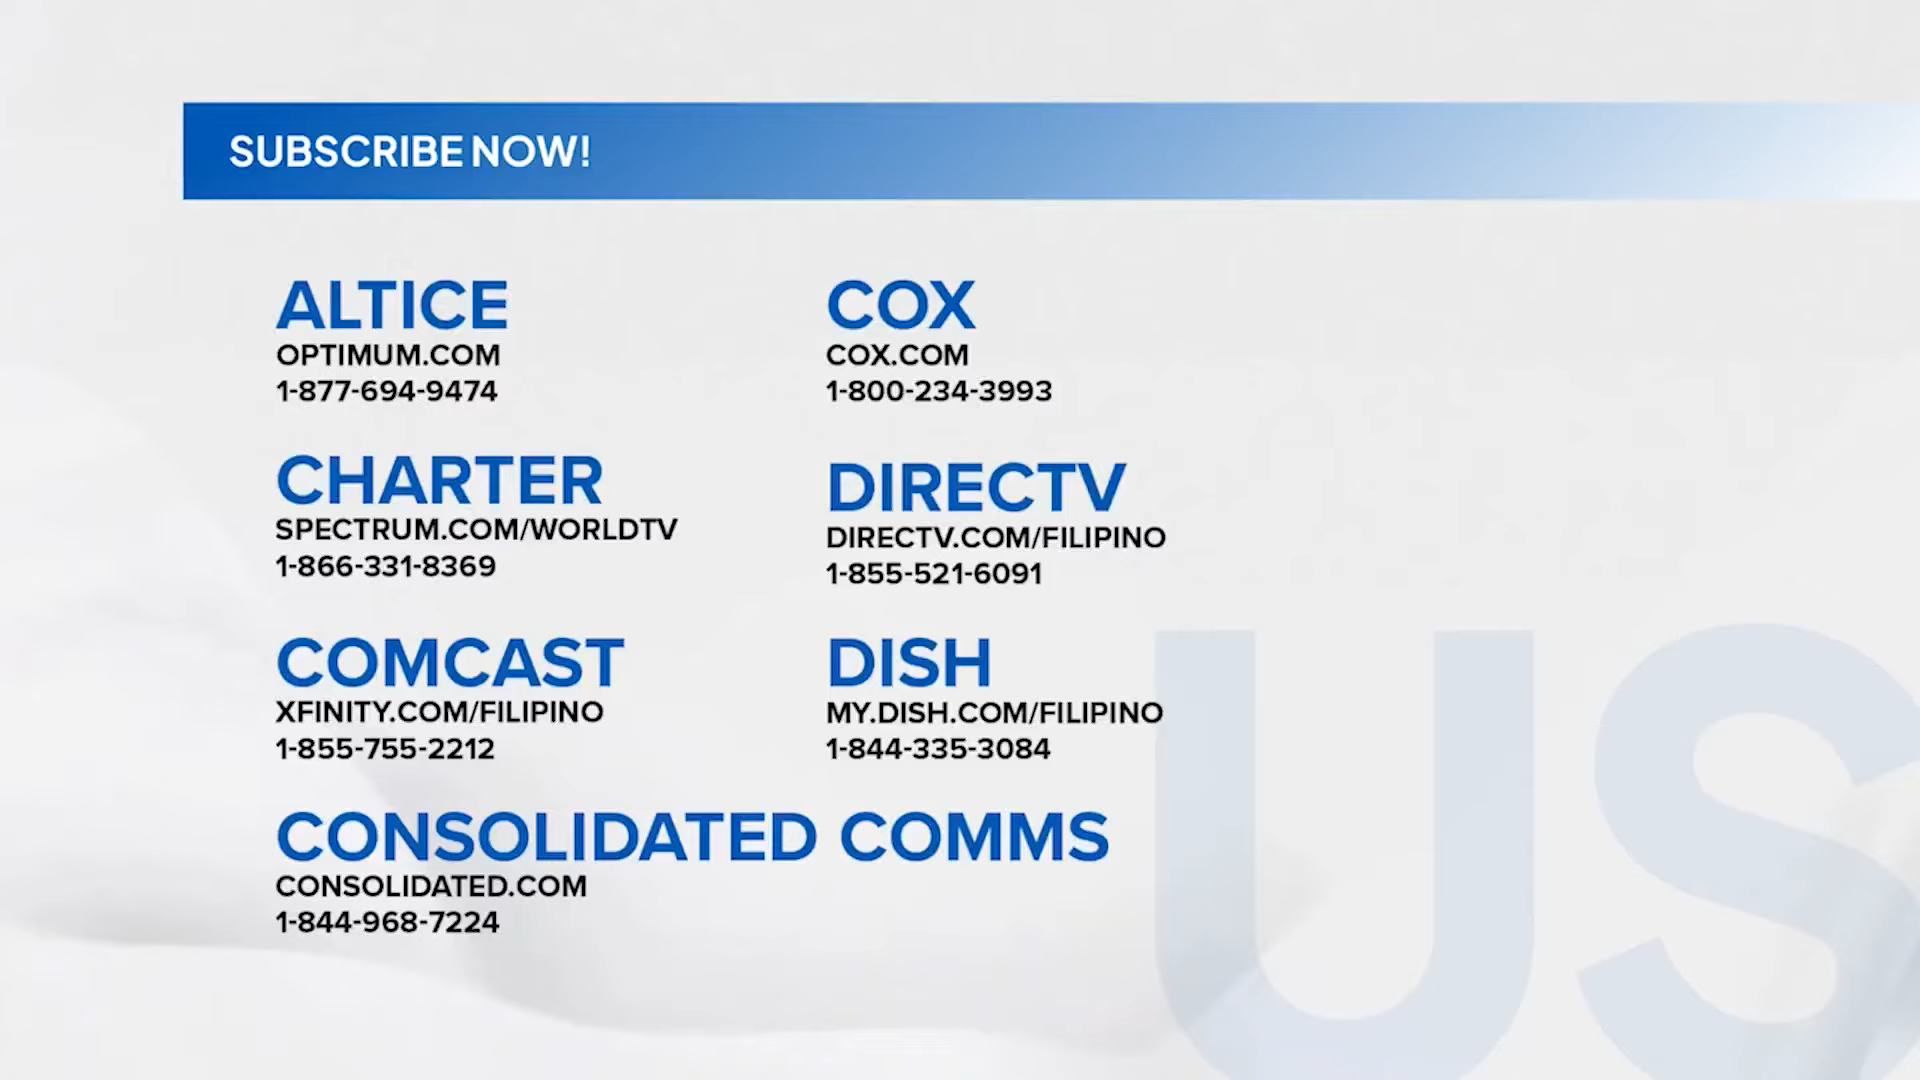 SUBSCRIBE NOW!
ALTICE
OPTIMUM.COM
1-877-694-9474
CHARTER
SPECTRUM.COM/WORLDTV
1-866-331-8369
COMCAST
XFINITY.COM/FILIPINO
1-855-755-2212
CONSOLIDATED COMMS
CONSOLIDATED.COM
1-844-968-7224
COX
COX.COM
1-800-234-3993
DIRECTV
DIRECTV.COM/FILIPINO
1-855-521-6091
DISH
MY.DISH.COM/FILIPINO
1-844-335-3084
US